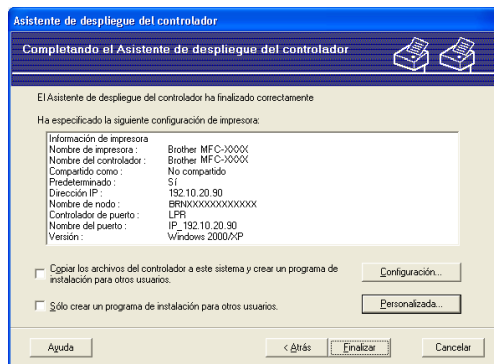 Asistente de despliegue del controlador
Completando el Asistente de despliegue del controlador
El Asistente de despliegue del controlador ha finalizado correctamente
Ha especificado la siguiente configuración de impresora:
Información de impresora
Nombre de impresora : Brother MFC-XXXX
Nombre del controlador : Brother MFC-XXXX
Compartido como : No compartido
Predeterminado : Sí
Dirección IP : 192.10.20.90
Nombre de nodo : BRNXXXXXXXXXXXX
Controlador de puerto : LPR
Nombre del puerto : IP_192.10.20.90
Versión : Windows 2000/XP
Copiar los archivos del controlador a este sistema y crear un programa de
instalación para otros usuarios.
Configuración...
Sólo crear un programa de instalación para otros usuarios.
Personalizada...
Ayuda
< Atrás
Finalizar
Cancelar